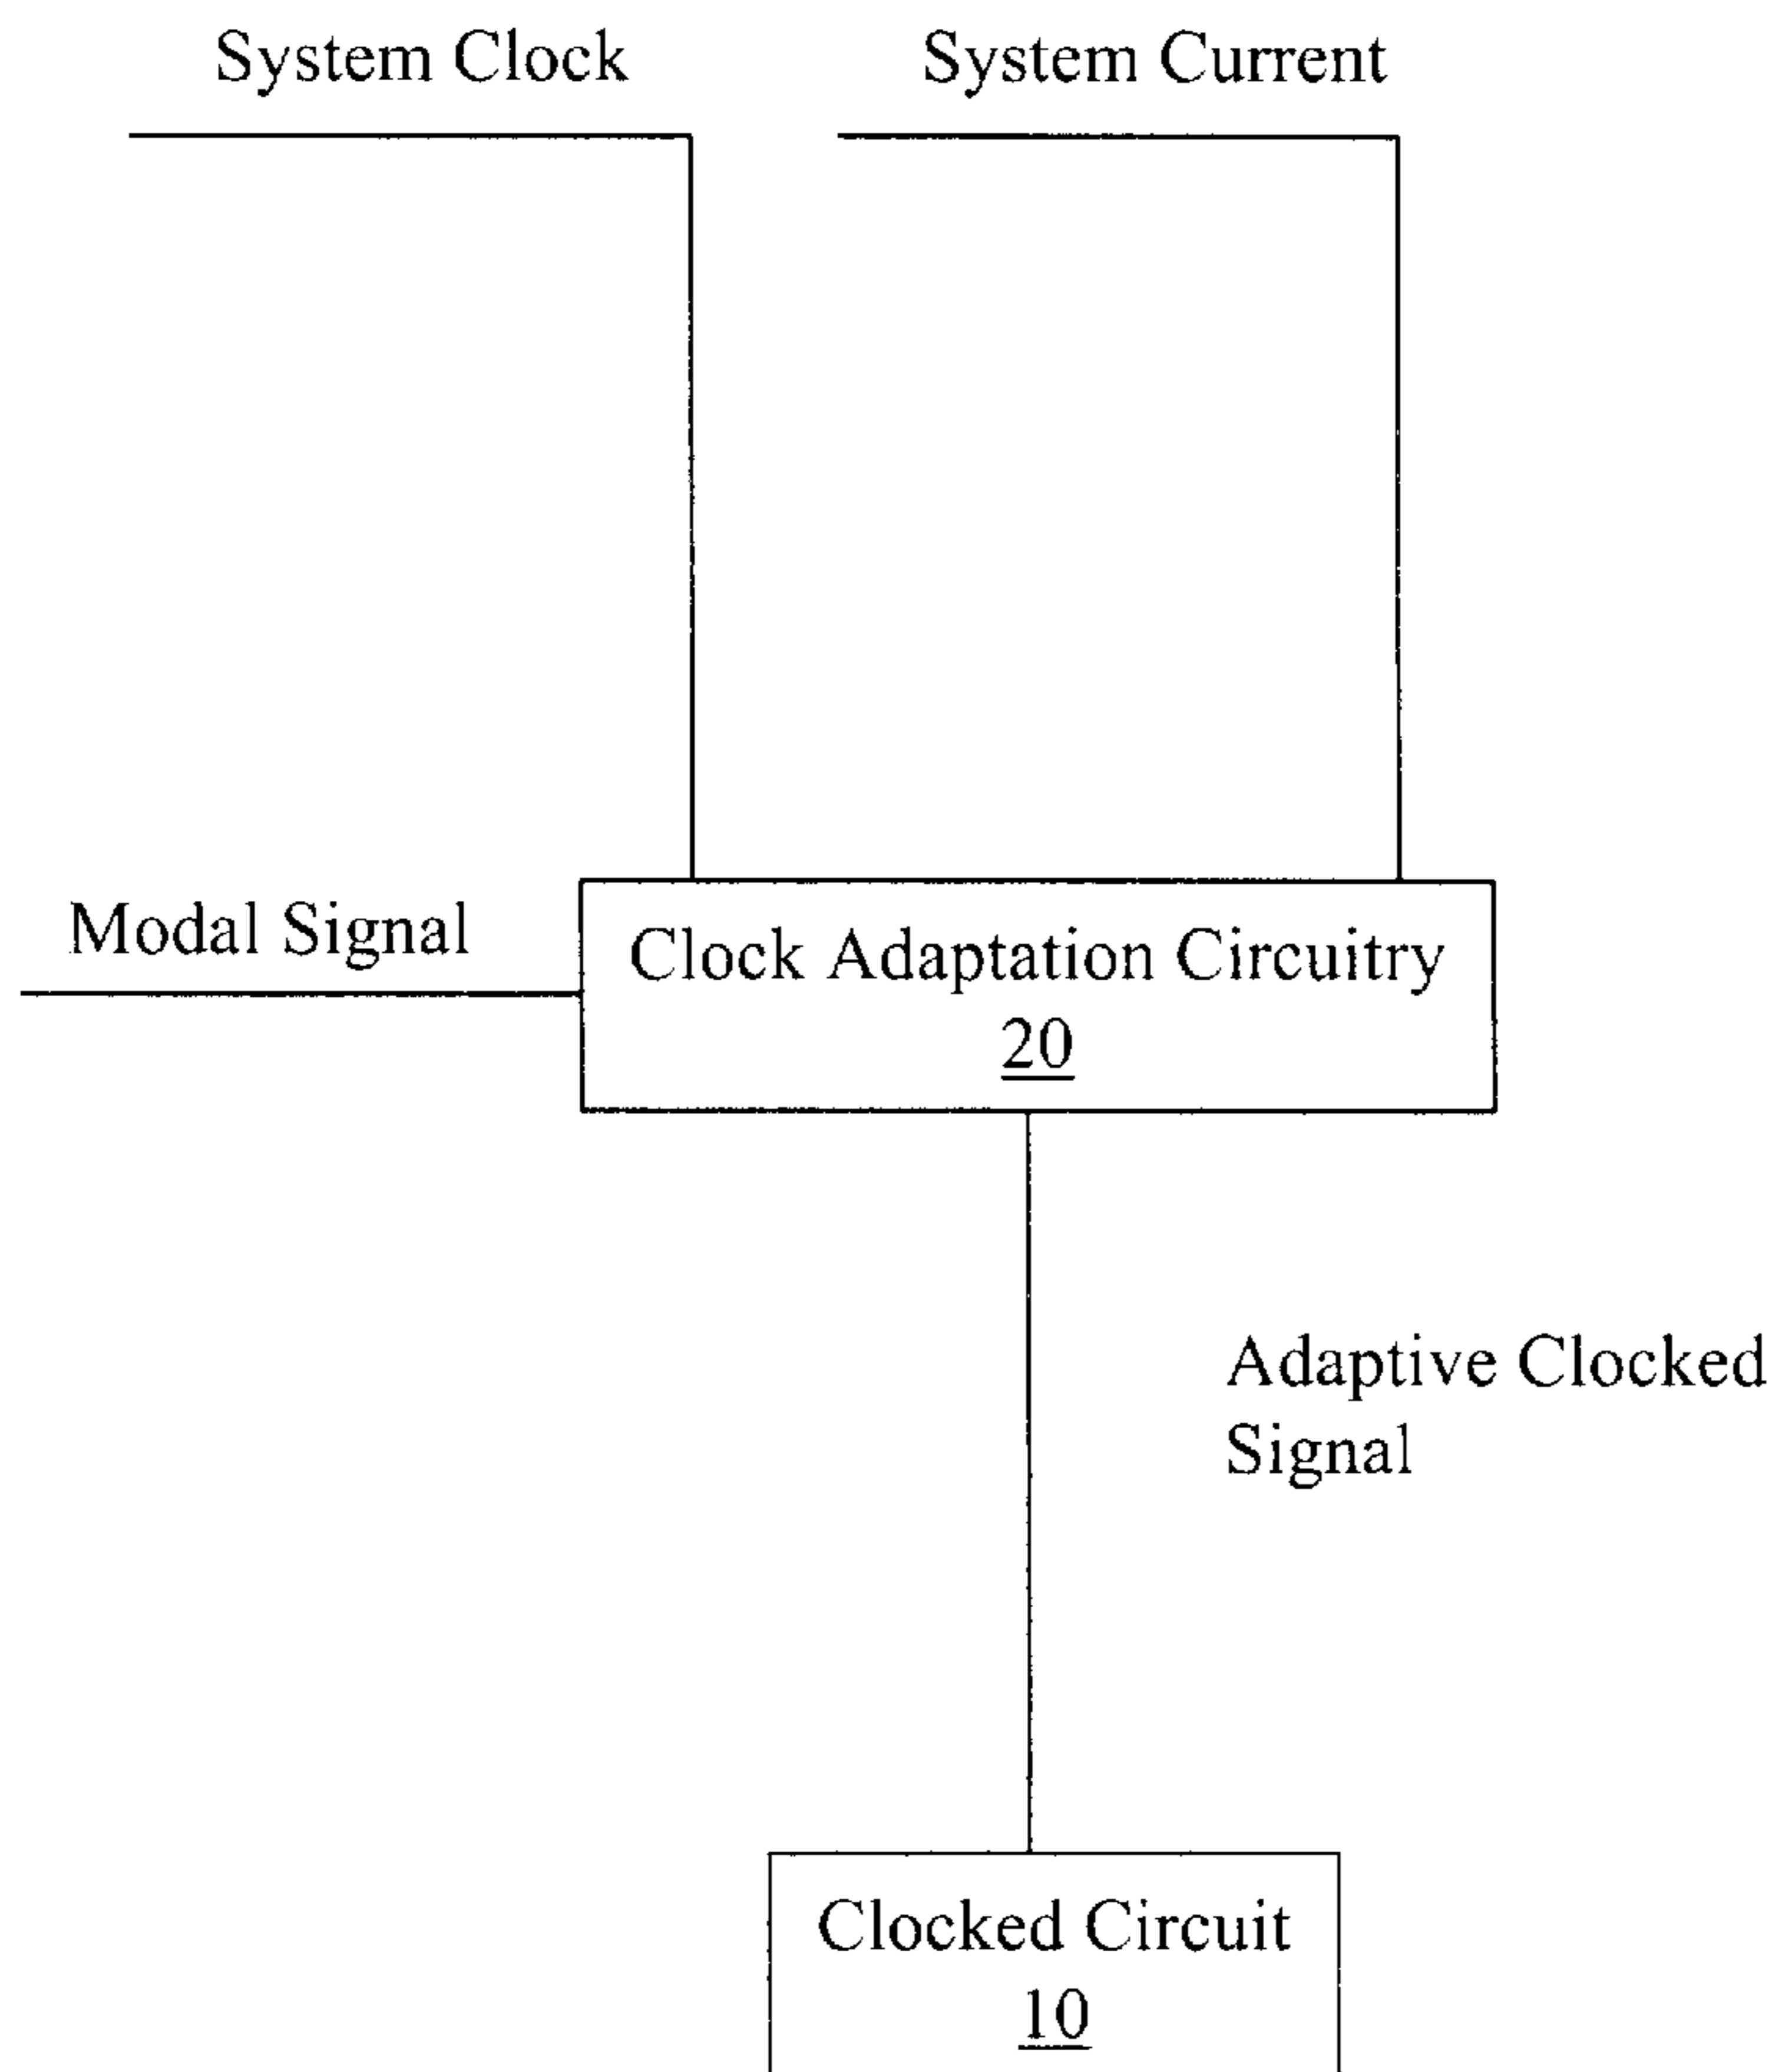 System Clock
System Current
Modal Signal
Clock Adaptation Circuitry
20
Adaptive Clocked
Signal
Clocked Circuit
10